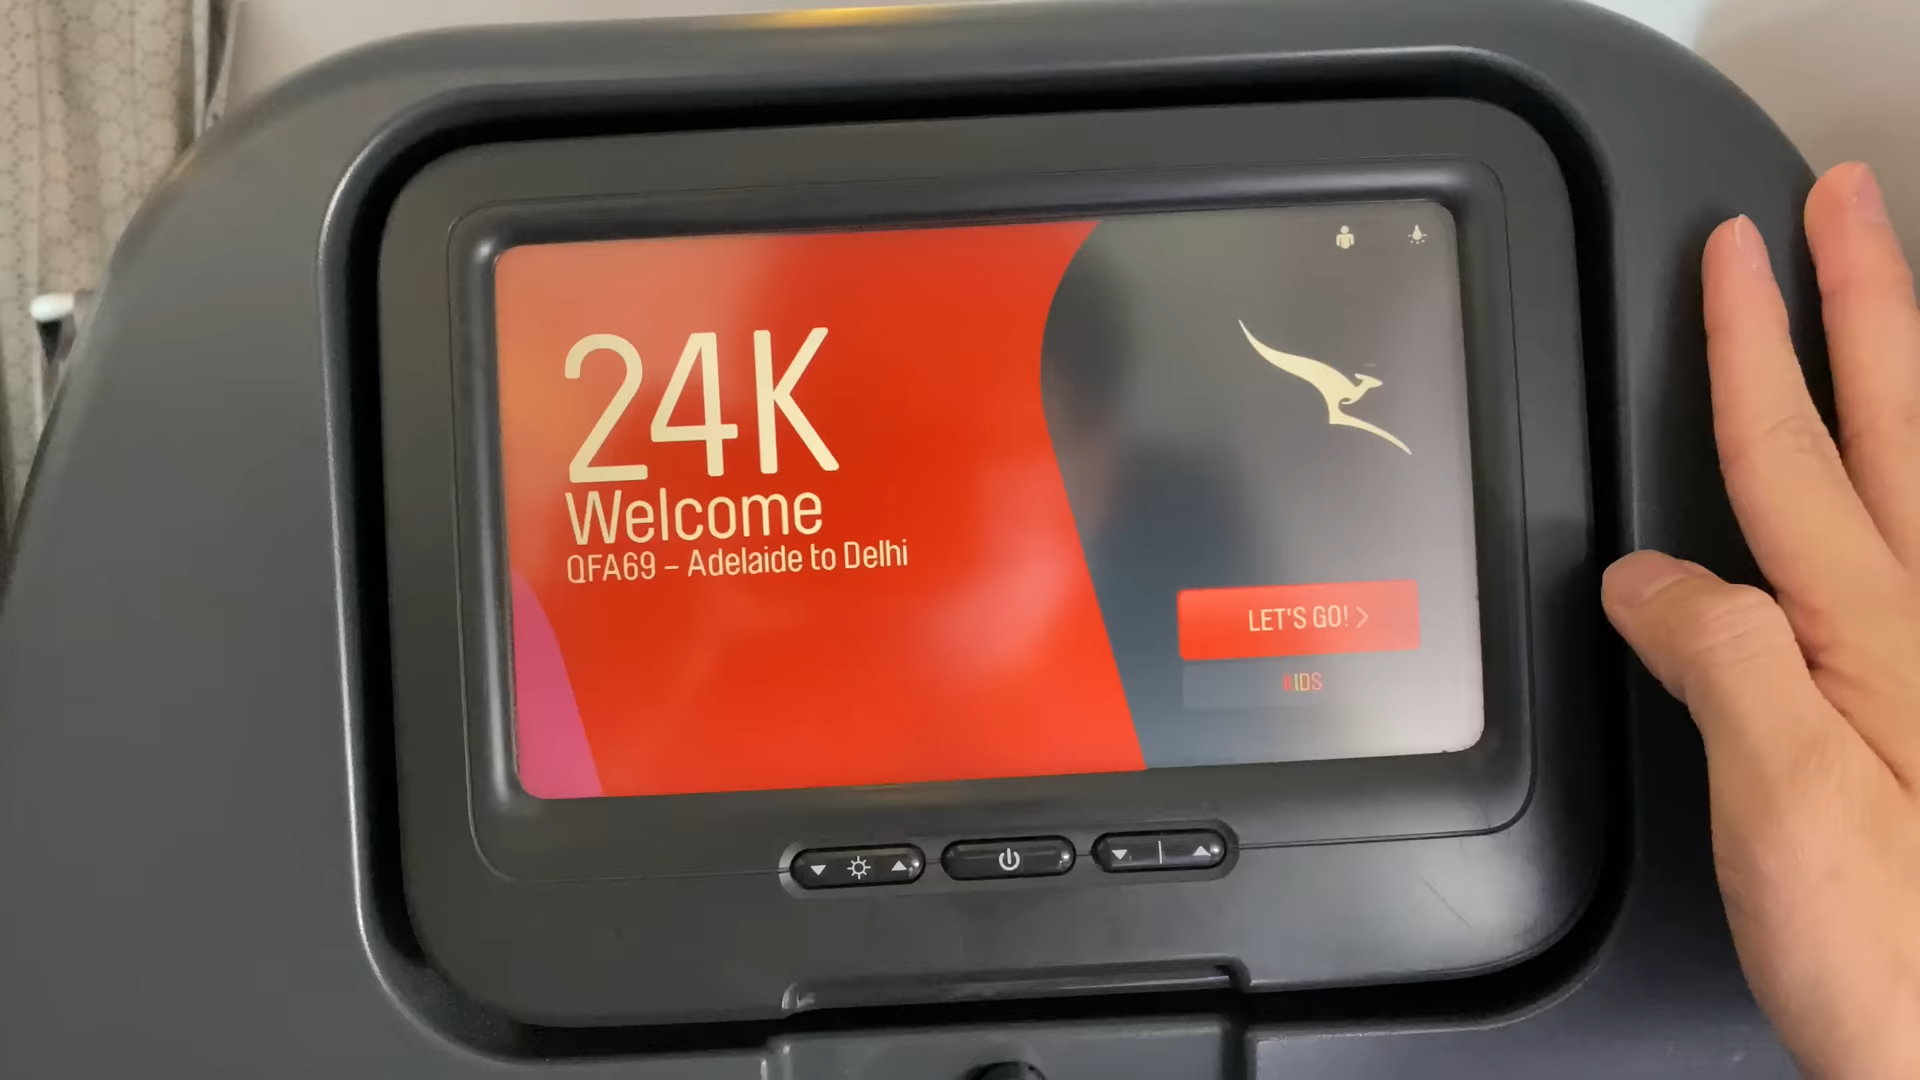 24K
Welcome
QFA69 – Adelaide to Delhi
LET'S GO! >
KIDS